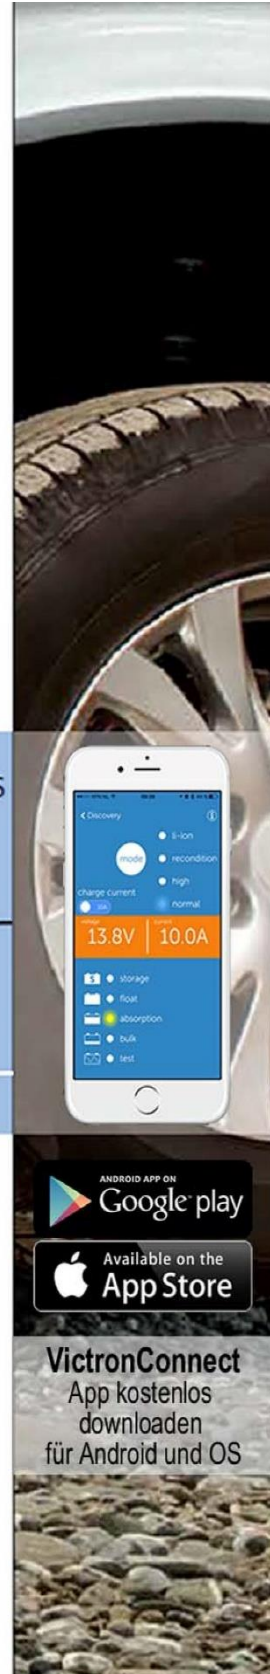 S
Discovery
li-ion
mode
recondition
high
charge current
normal
13.8V
10.0A
storage
float
absorption
bulk
test
ANDROID APP ON
Google play
Available on the
App Store
VictronConnect
App kostenlos
downloaden
für Android und OS